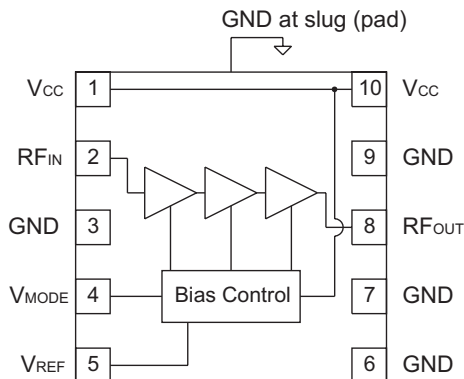 GND at slug (pad)
VCC 1 10 VCC
RFIN 2 9 GND
GND 3 8 RFOUT
VMODE 4 Bias Control 7 GND
VREF 5 6 GND